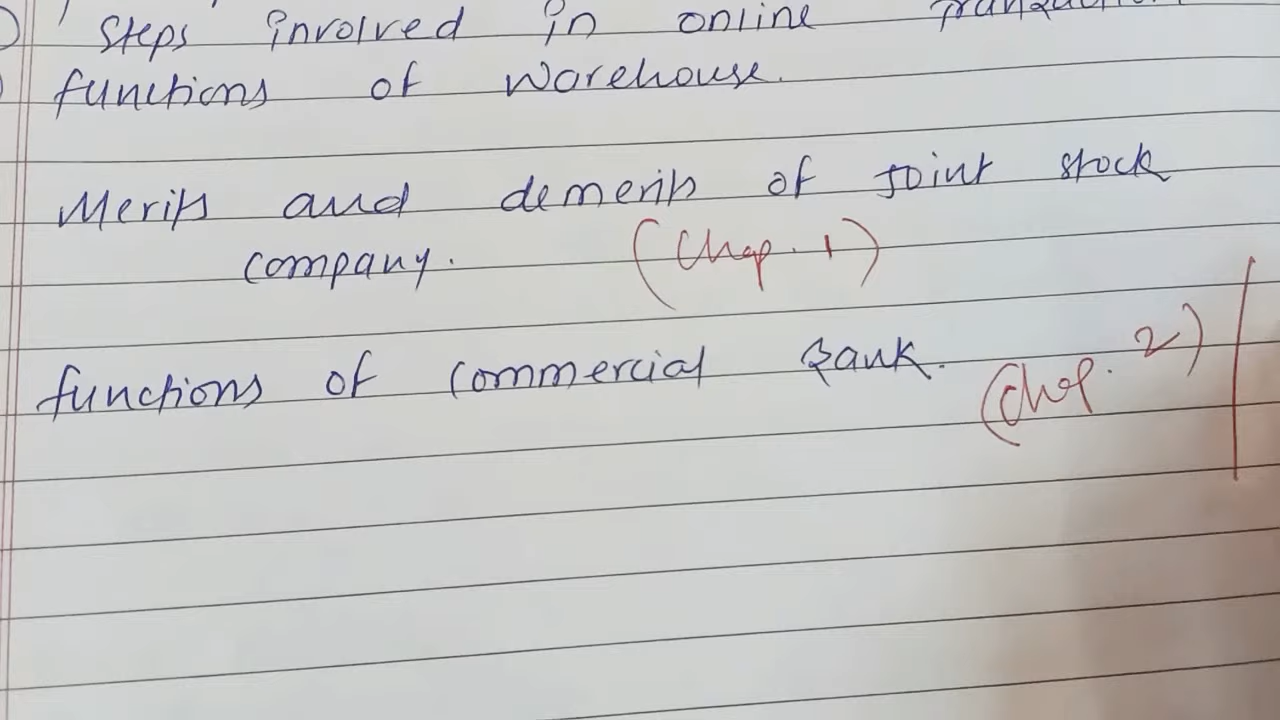 Steps involved in online
functions of warehouse.
Merits and demerits of Joint stock
company. (Chap. 1)
functions of commercial Bank. (Chap. 2)